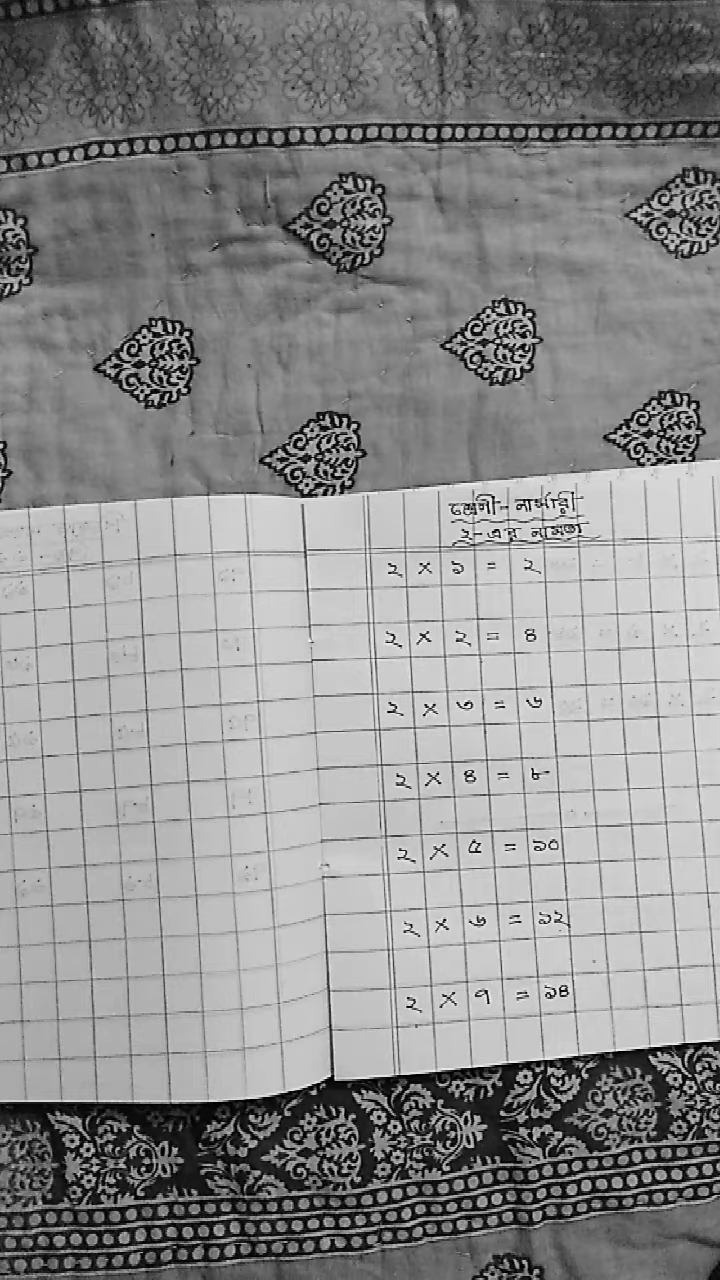 শ্রেণী - নার্সারী
২-এর নামতা
২ × ১ = ২
২ × ২ = ৪
২ × ৩ = ৬
২ × ৪ = ৮
২ × ৫ = ১০
২ × ৬ = ১২
২ × ৭ = ১৪